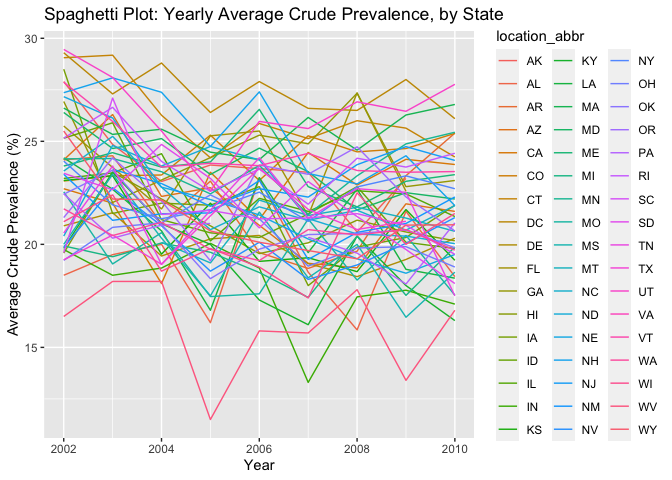 Spaghetti Plot: Yearly Average Crude Prevalence, by State
30
25
20
15
Average Crude Prevalence (%)
2002 2004 2006 2008 2010
Year
location_abbr
AK KY NY
AL LA OH
AR MA OK
AZ MD OR
CA ME PA
CO MI RI
CT MN SC
DC MO SD
DE MS TN
FL MT TX
GA NC UT
HI ND VA
IA NE VT
ID NH WA
IL NJ WI
IN NM WV
KS NV WY